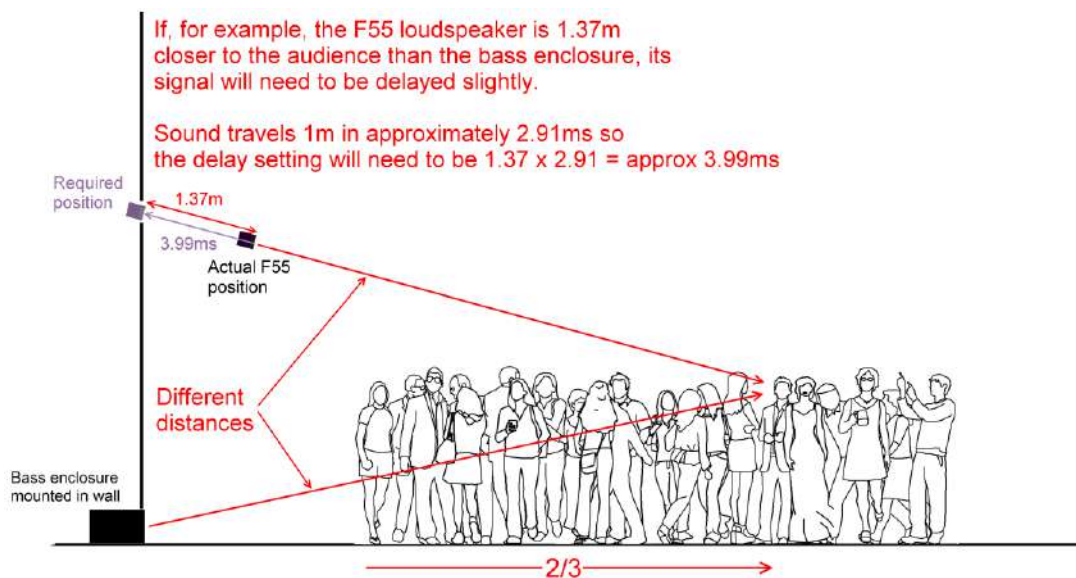 If, for example, the F55 loudspeaker is 1.37m
closer to the audience than the bass enclosure, its
signal will need to be delayed slightly.
Sound travels 1m in approximately 2.91ms so
the delay setting will need to be 1.37 x 2.91 = approx 3.99ms
Required
position
1.37m
3.99ms
Actual F55
position
Different
distances
Bass enclosure
mounted in wall
2/3